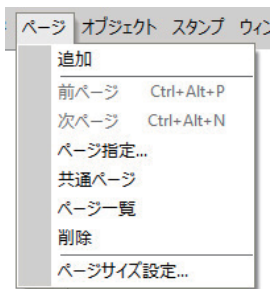 ページ オブジェクト スタンプ ウィン
追加
前ページ Ctrl+Alt+P
次ページ Ctrl+Alt+N
ページ指定...
共通ページ
ページ一覧
削除
ページサイズ設定...